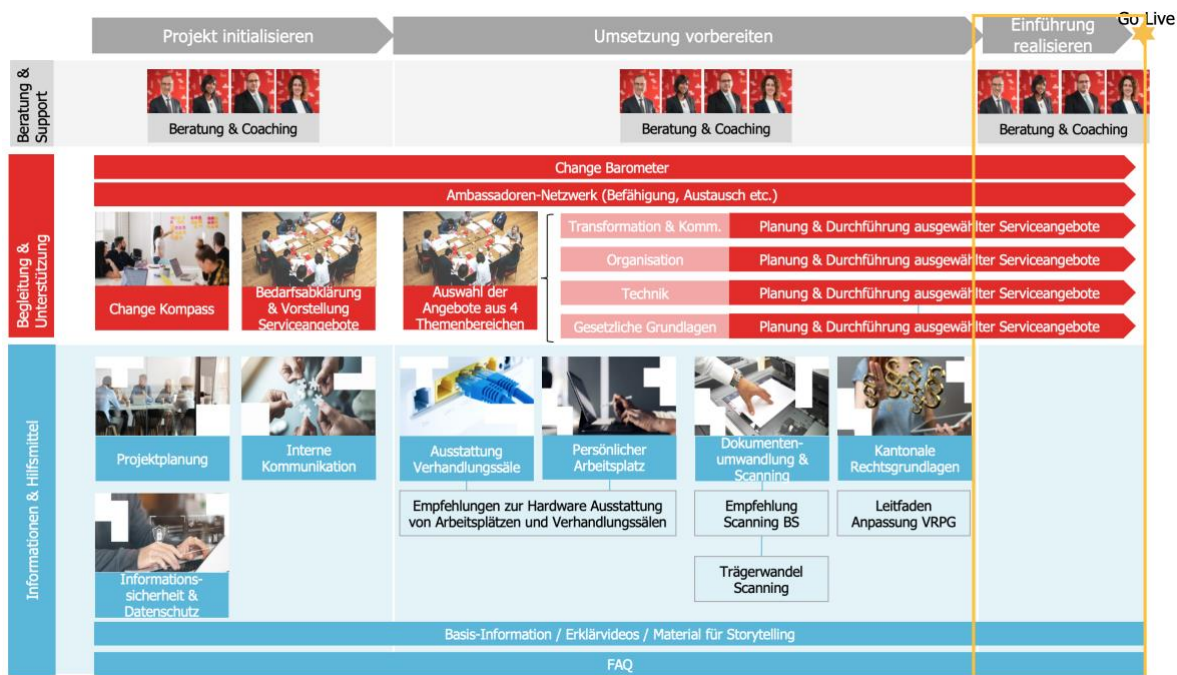 Go Live
Projekt initialisieren
Umsetzung vorbereiten
Einführung
realisieren
Beratung &
Support
Beratung & Coaching
Beratung & Coaching
Beratung & Coaching
Begleitung &
Unterstützung
Change Barometer
Ambassadoren-Netzwerk (Befähigung, Austausch etc.)
Change Kompass
Bedarfsabklärung
& Vorstellung
Serviceangebote
Auswahl der
Angebote aus 4
Themenbereichen
Transformation & Komm.
Planung & Durchführung ausgewählter Serviceangebote
Organisation
Planung & Durchführung ausgewählter Serviceangebote
Technik
Planung & Durchführung ausgewählter Serviceangebote
Gesetzliche Grundlagen
Planung & Durchführung ausgewählter Serviceangebote
Informationen & Hilfsmittel
Projektplanung
Interne
Kommunikation
Ausstattung
Verhandlungssäle
Persönlicher
Arbeitsplatz
Dokumenten-
umwandlung &
Scanning
Kantonale
Rechtsgrundlagen
Empfehlungen zur Hardware Ausstattung
von Arbeitsplätzen und Verhandlungssälen
Empfehlung
Scanning BS
Leitfaden
Anpassung VRPG
Trägerwandel
Scanning
Informations-
sicherheit &
Datenschutz
Basis-Information / Erklärvideos / Material für Storytelling
FAQ